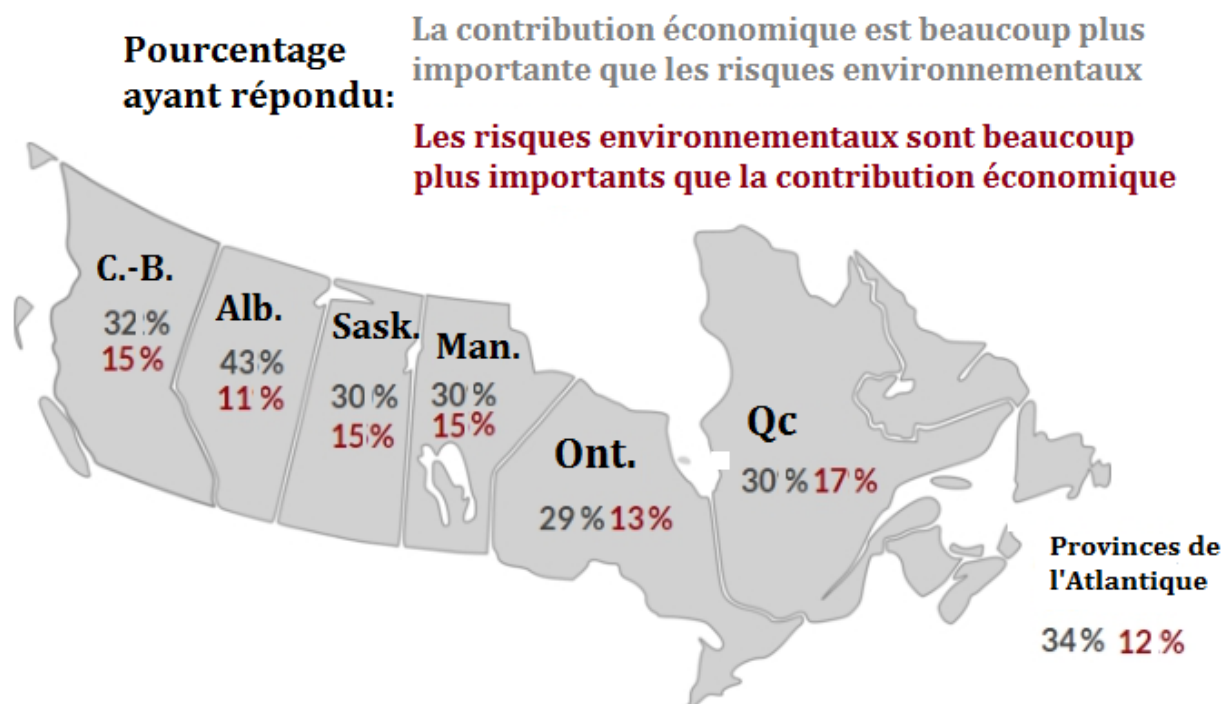 Pourcentage
ayant répondu:
La contribution économique est beaucoup plus
importante que les risques environnementaux
Les risques environnementaux sont beaucoup
plus importants que la contribution économique
C.-B.
32 %
15 %
Alb.
43 %
11 %
Sask.
30 %
15 %
Man.
30 %
15 %
Ont.
29 % 13 %
Qc
30 % 17 %
Provinces de
l'Atlantique
34 % 12 %